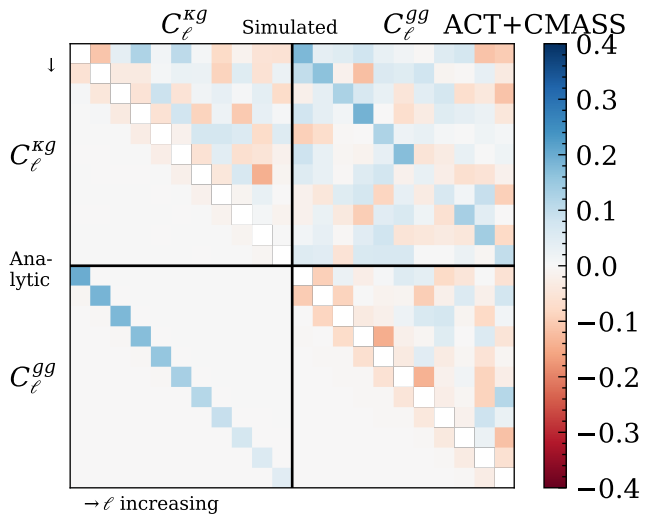 C_ℓ^{κg} Simulated C_ℓ^{gg} ACT+CMASS
↓
C_ℓ^{κg}
Ana-
lytic
C_ℓ^{gg}
→ ℓ increasing
0.4
0.3
0.2
0.1
0.0
−0.1
−0.2
−0.3
−0.4